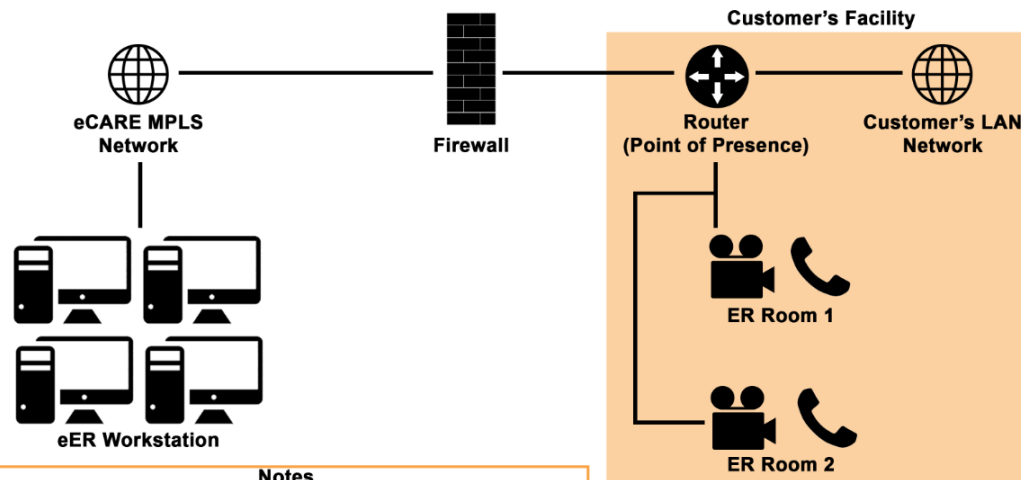 Customer's Facility
eCARE MPLS
Network
Firewall
Router
(Point of Presence)
Customer's LAN
Network
ER Room 1
eER Workstation
ER Room 2
Notes